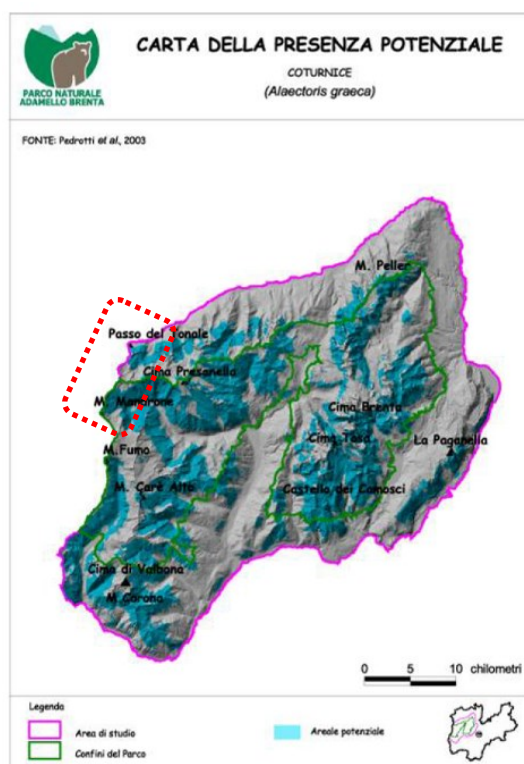 CARTA DELLA PRESENZA POTENZIALE
COTURNICE
(Alaectoris graeca)
PARCO NATURALE
ADAMELLO BRENTA
FONTE: Pedrotti et al., 2003
M. Peller
Passo del Tonale
Cima Presanella
M. Mandrone
Cima Brenta
Cima Tosa
La Paganella
M.Fumo
M. Carè Alto
Castello dei Camosci
Cima di Valbona
M.Corona
0 5 10 chilometri
Legenda
Area di studio
Confini del Parco
Areale potenziale